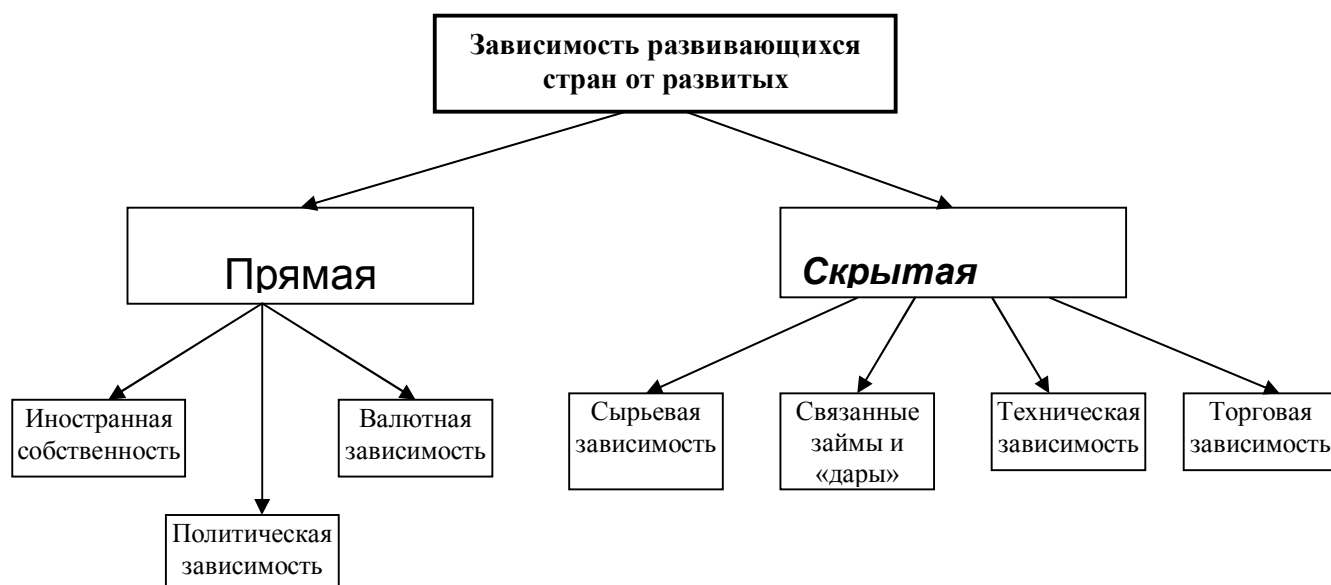 Зависимость развивающихся
стран от развитых
Прямая
Скрытая
Иностранная
собственность
Валютная
зависимость
Политическая
зависимость
Сырьевая
зависимость
Связанные
займы и
«дары»
Техническая
зависимость
Торговая
зависимость